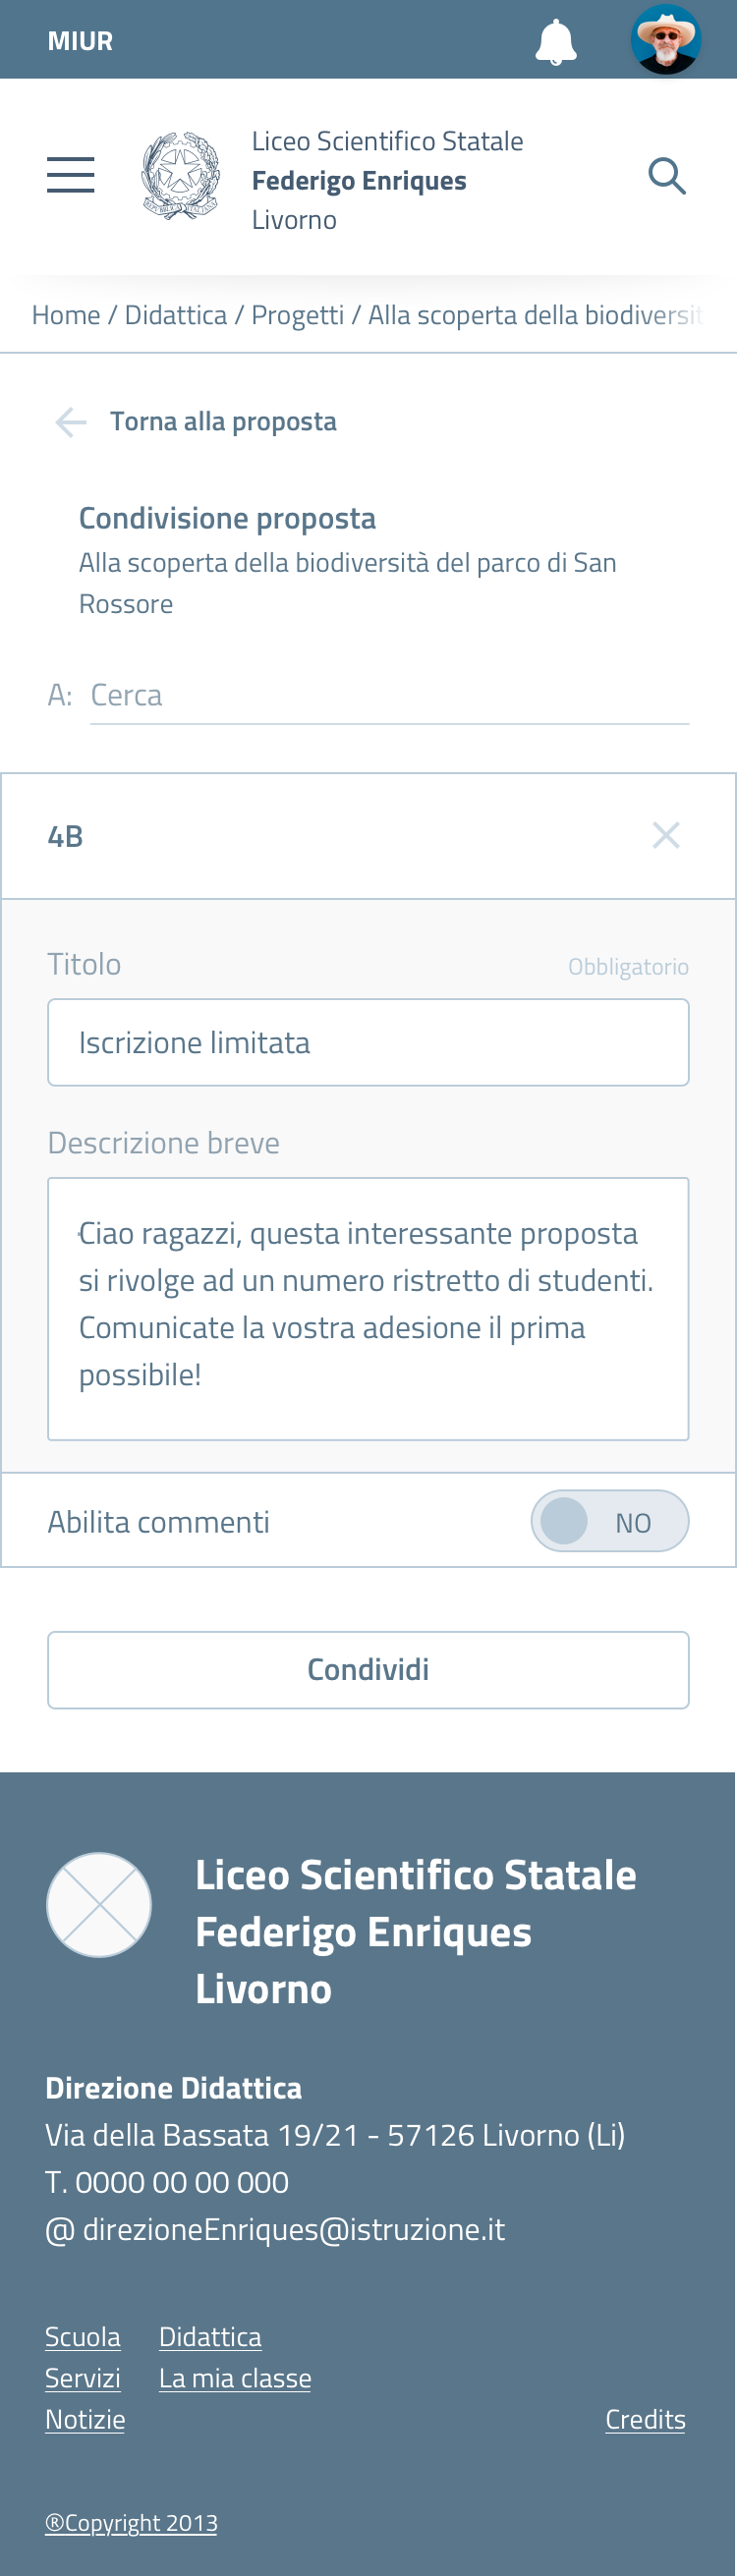 MIUR
Liceo Scientifico Statale
Federigo Enriques
Livorno
REPVBBLICA ITALIANA
Home / Didattica / Progetti / Alla scoperta della biodiversit
Torna alla proposta
Condivisione proposta
Alla scoperta della biodiversità del parco di San
Rossore
A: Cerca
4B
Titolo Obbligatorio
Iscrizione limitata
Descrizione breve
Ciao ragazzi, questa interessante proposta
si rivolge ad un numero ristretto di studenti.
Comunicate la vostra adesione il prima
possibile!
Abilita commenti NO
Condividi
Liceo Scientifico Statale
Federigo Enriques
Livorno
Direzione Didattica
Via della Bassata 19/21 - 57126 Livorno (Li)
T. 0000 00 00 000
@ direzioneEnriques@istruzione.it
Scuola Didattica
Servizi La mia classe
Notizie Credits
®Copyright 2013